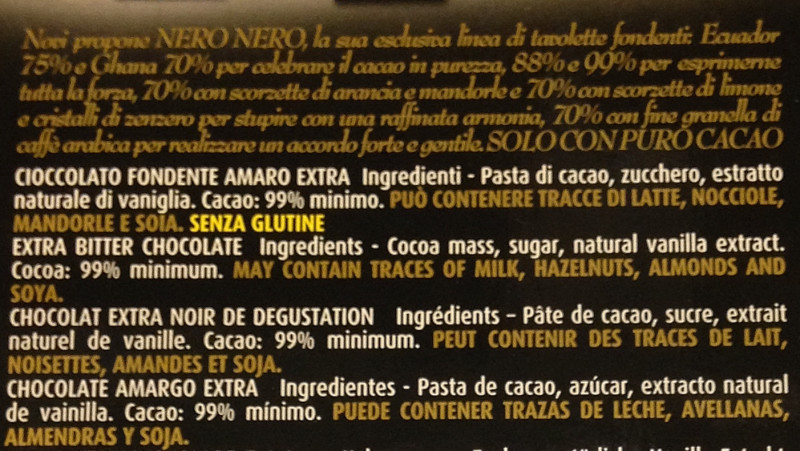 Novi propone NERO NERO, la sua esclusiva linea di tavolette fondenti: Ecuador
75% e Ghana 70% per celebrare il cacao in purezza, 88% e 99% per esprimerne
tutta la forza, 70% con scorzette di arancia e mandorle e 70% con scorzette di limone
e cristalli di zenzero per stupire con una raffinata armonia, 70% con fine granella di
caffè arabica per realizzare un accordo forte e gentile. SOLO CON PURO CACAO
CIOCCOLATO FONDENTE AMARO EXTRA Ingredienti - Pasta di cacao, zucchero, estratto
naturale di vaniglia. Cacao: 99% minimo. PUÒ CONTENERE TRACCE DI LATTE, NOCCIOLE,
MANDORLE E SOIA. SENZA GLUTINE
EXTRA BITTER CHOCOLATE Ingredients - Cocoa mass, sugar, natural vanilla extract.
Cocoa: 99% minimum. MAY CONTAIN TRACES OF MILK, HAZELNUTS, ALMONDS AND
SOYA.
CHOCOLAT EXTRA NOIR DE DEGUSTATION Ingrédients – Pâte de cacao, sucre, extrait
naturel de vanille. Cacao: 99% minimum. PEUT CONTENIR DES TRACES DE LAIT,
NOISETTES, AMANDES ET SOJA.
CHOCOLATE AMARGO EXTRA Ingredientes - Pasta de cacao, azúcar, extracto natural
de vainilla. Cacao: 99% mínimo. PUEDE CONTENER TRAZAS DE LECHE, AVELLANAS,
ALMENDRAS Y SOJA.